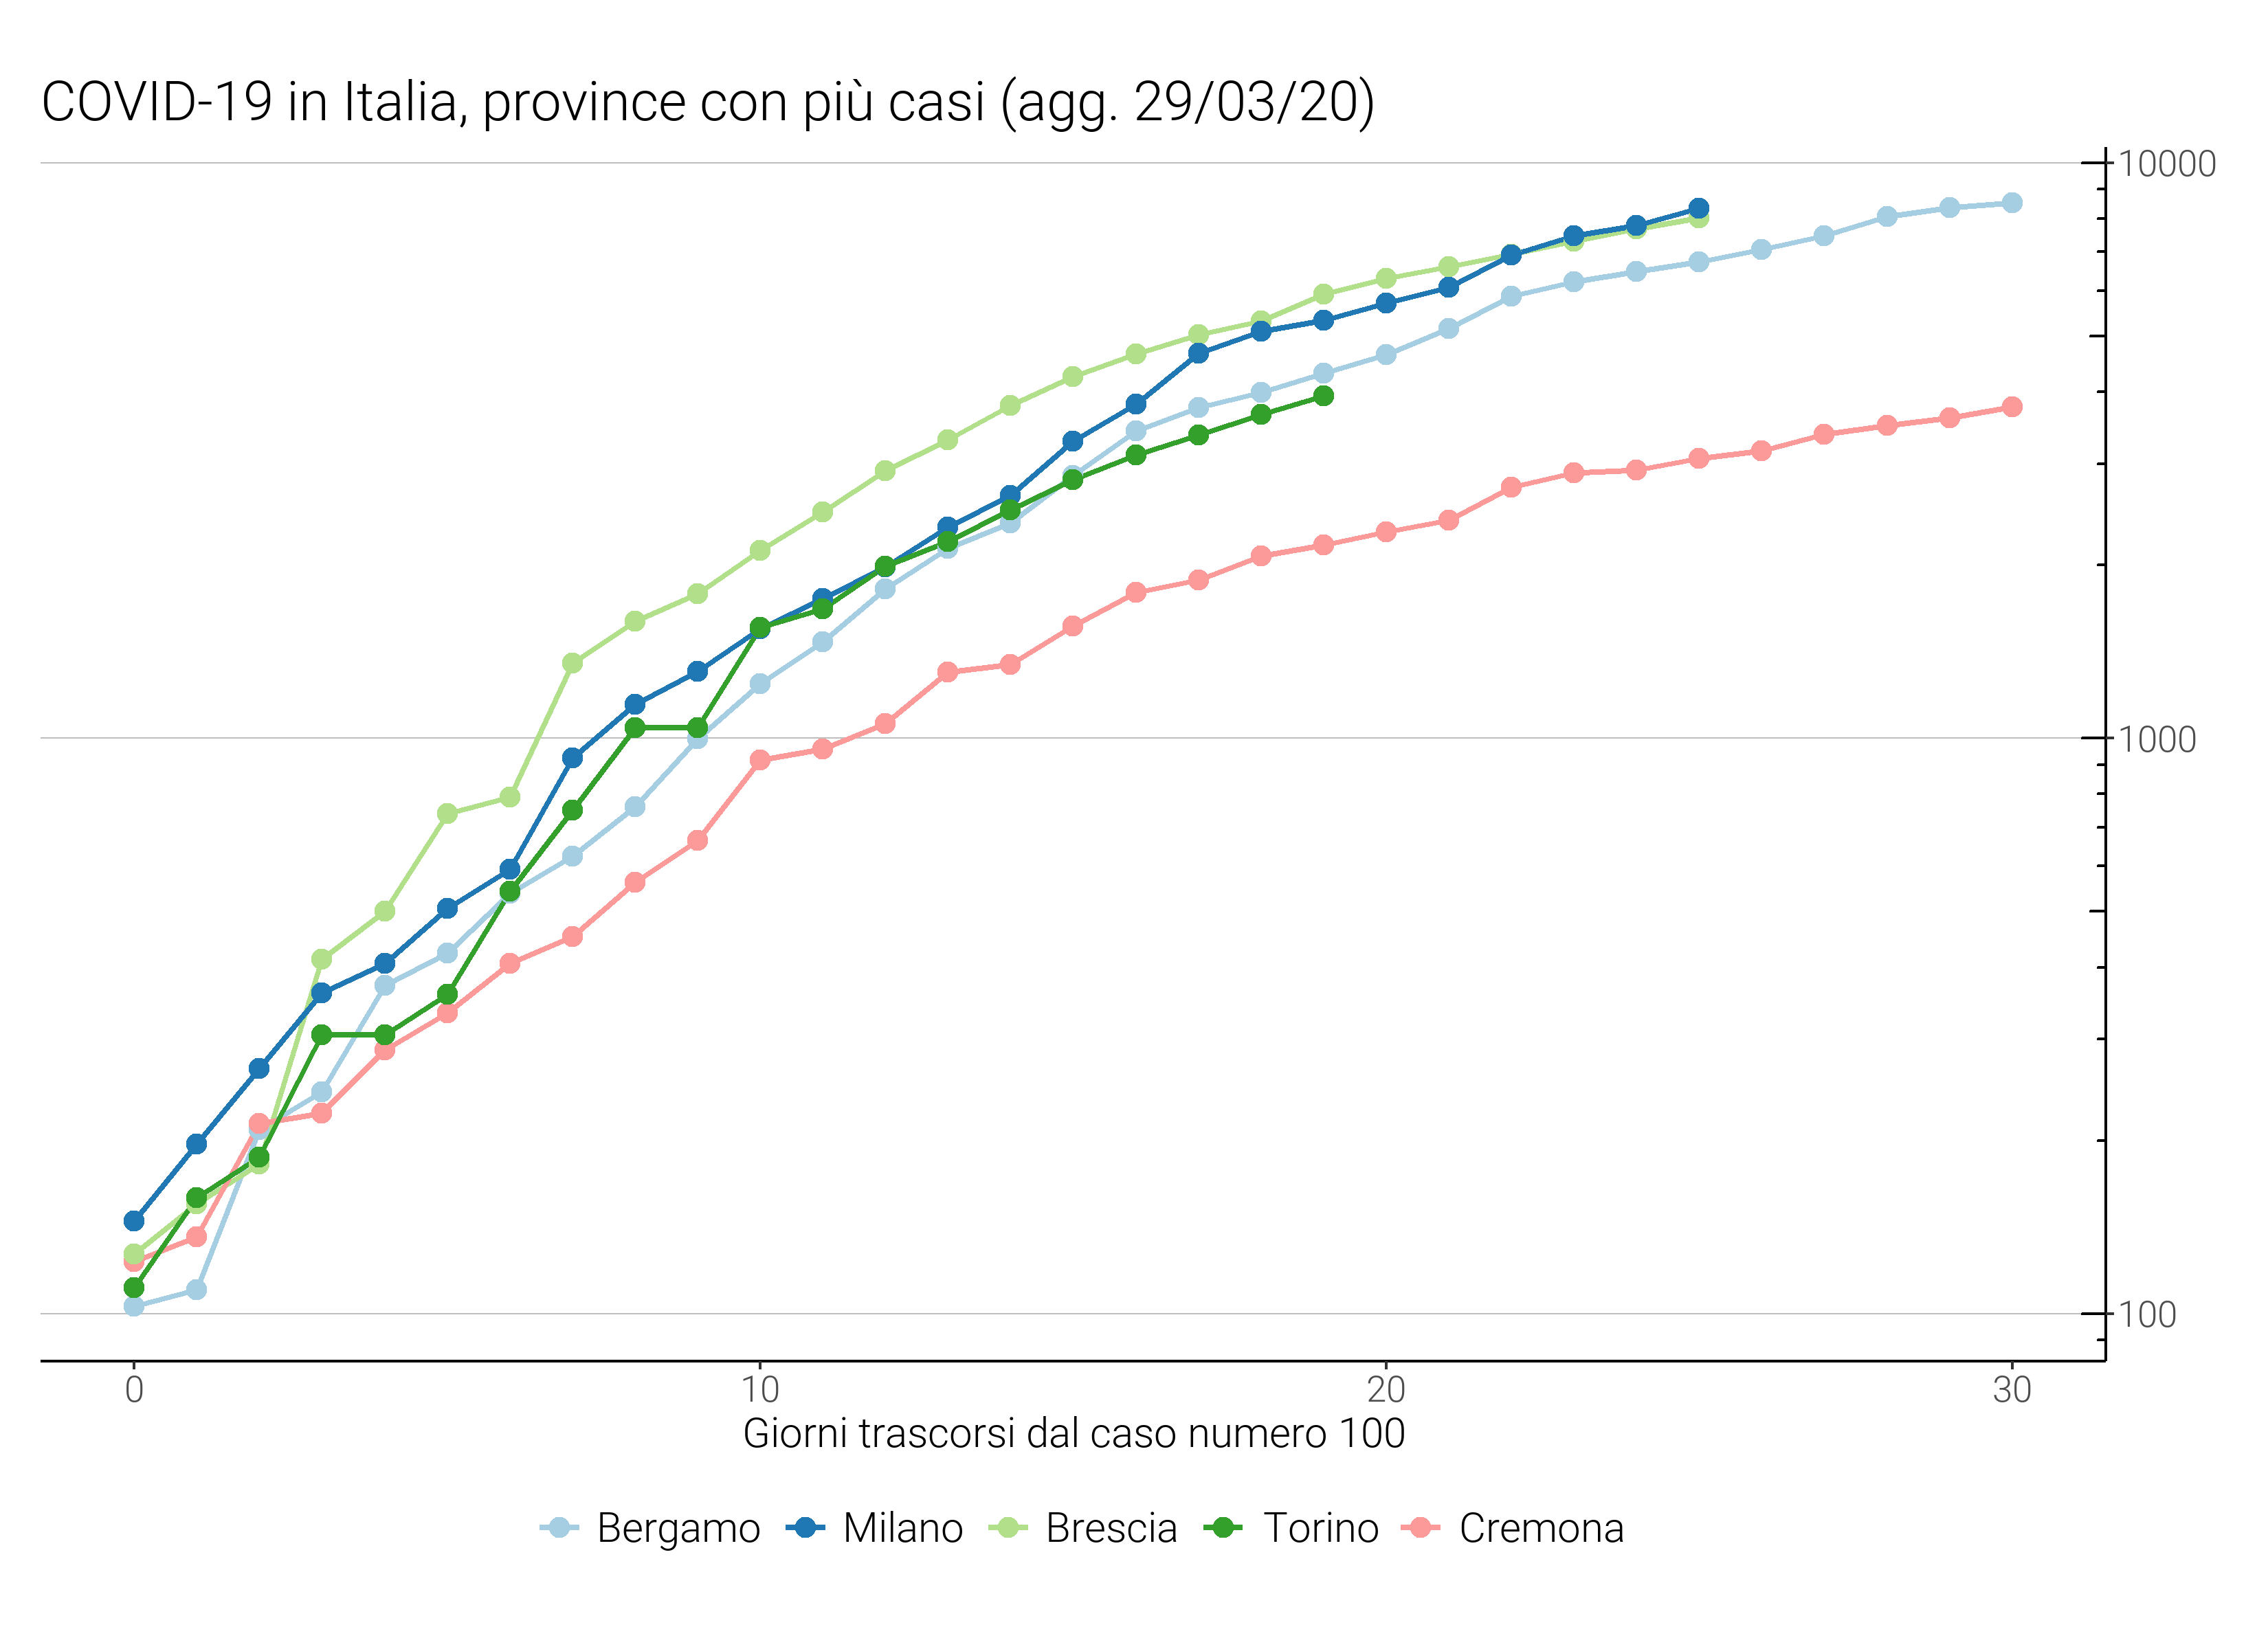 COVID-19 in Italia, province con più casi (agg. 29/03/20)
10000
1000
100
0 10 20 30
Giorni trascorsi dal caso numero 100
Bergamo Milano Brescia Torino Cremona